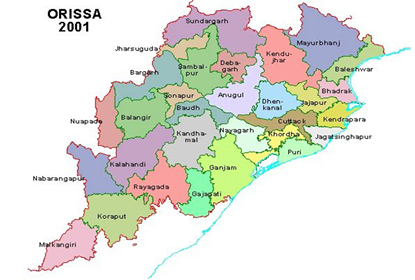 ORISSA
2001
Sundargarh
Mayurbhanj
Jharsuguda
Kendu-
jhar
Baleshwar
Bargarh
Sambal-
pur
Deba-
garh
Bhadrak
Sonapur
Anugul
Dhen-
kanal
Jajapur
Nuapada
Balangir
Baudh
Cuttack
Kendrapara
Kandha-
mal
Nayagarh
Khordha
Jagatsinghapur
Puri
Kalahandi
Nabarangapur
Rayagada
Ganjam
Gajapati
Koraput
Malkangiri